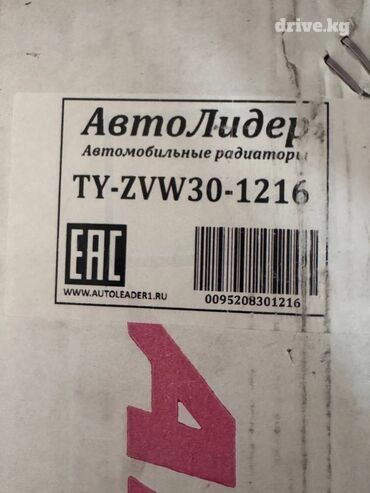 drive.kg
АвтоЛидер
Автомобильные радиаторы
TY-ZVW30-1216
EAC
WWW.AUTOLEADER1.RU
0095208301216